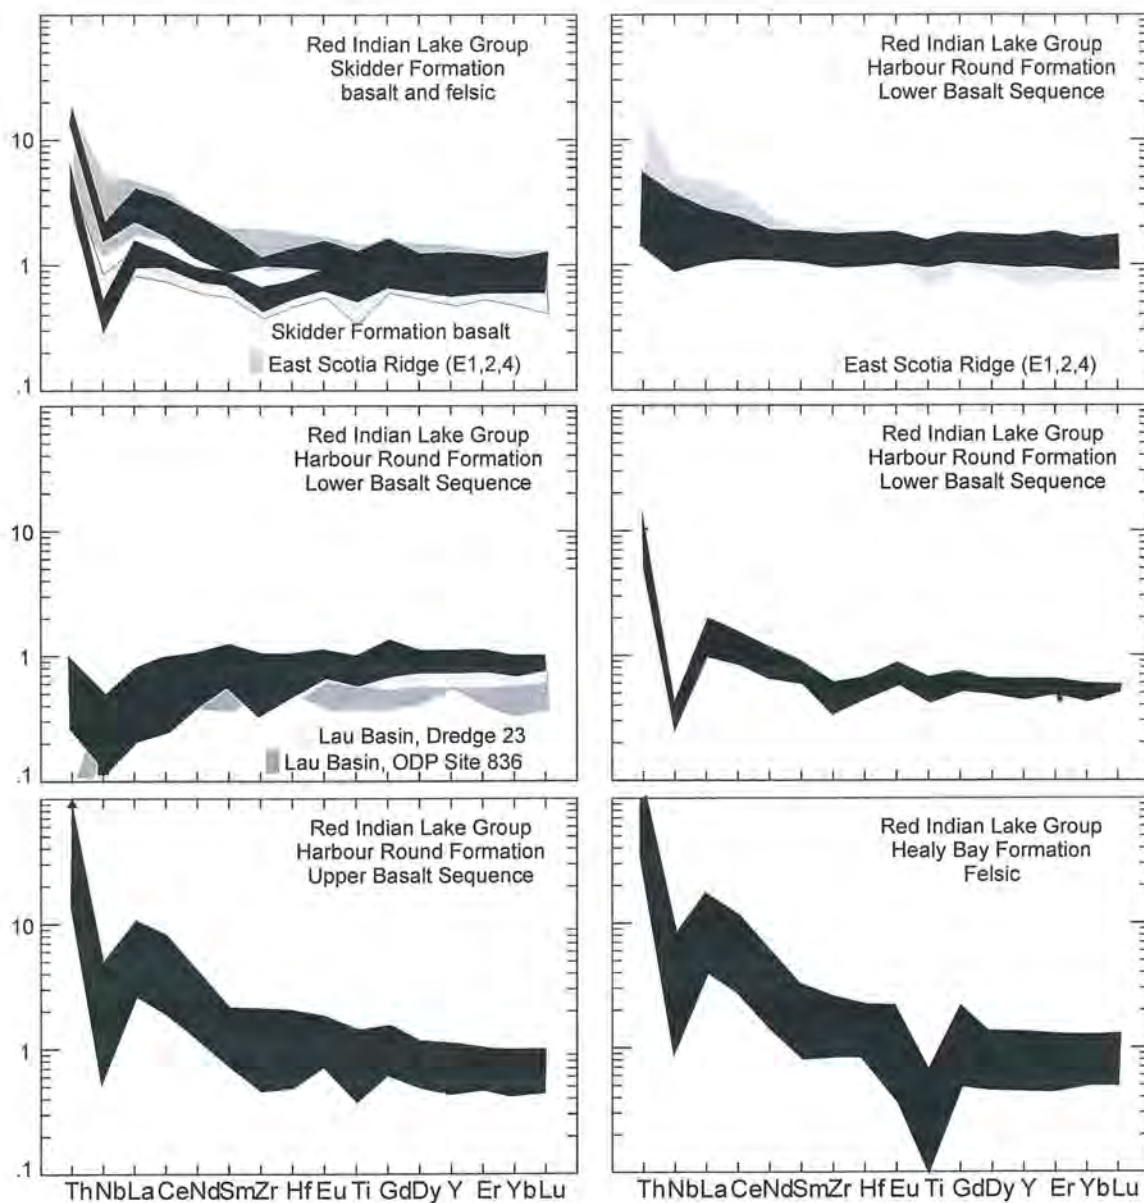 Red Indian Lake Group
Skidder Formation
basalt and felsic
10
1
.1
Skidder Formation basalt
East Scotia Ridge (E1,2,4)
Red Indian Lake Group
Harbour Round Formation
Lower Basalt Sequence
East Scotia Ridge (E1,2,4)
Red Indian Lake Group
Harbour Round Formation
Lower Basalt Sequence
10
1
.1
Lau Basin, Dredge 23
Lau Basin, ODP Site 836
Red Indian Lake Group
Harbour Round Formation
Lower Basalt Sequence
Red Indian Lake Group
Harbour Round Formation
Upper Basalt Sequence
10
1
.1
Th Nb La Ce Nd Sm Zr Hf Eu Ti Gd Dy Y Er Yb Lu
Red Indian Lake Group
Healy Bay Formation
Felsic
Th Nb La Ce Nd Sm Zr Hf Eu Ti Gd Dy Y Er Yb Lu